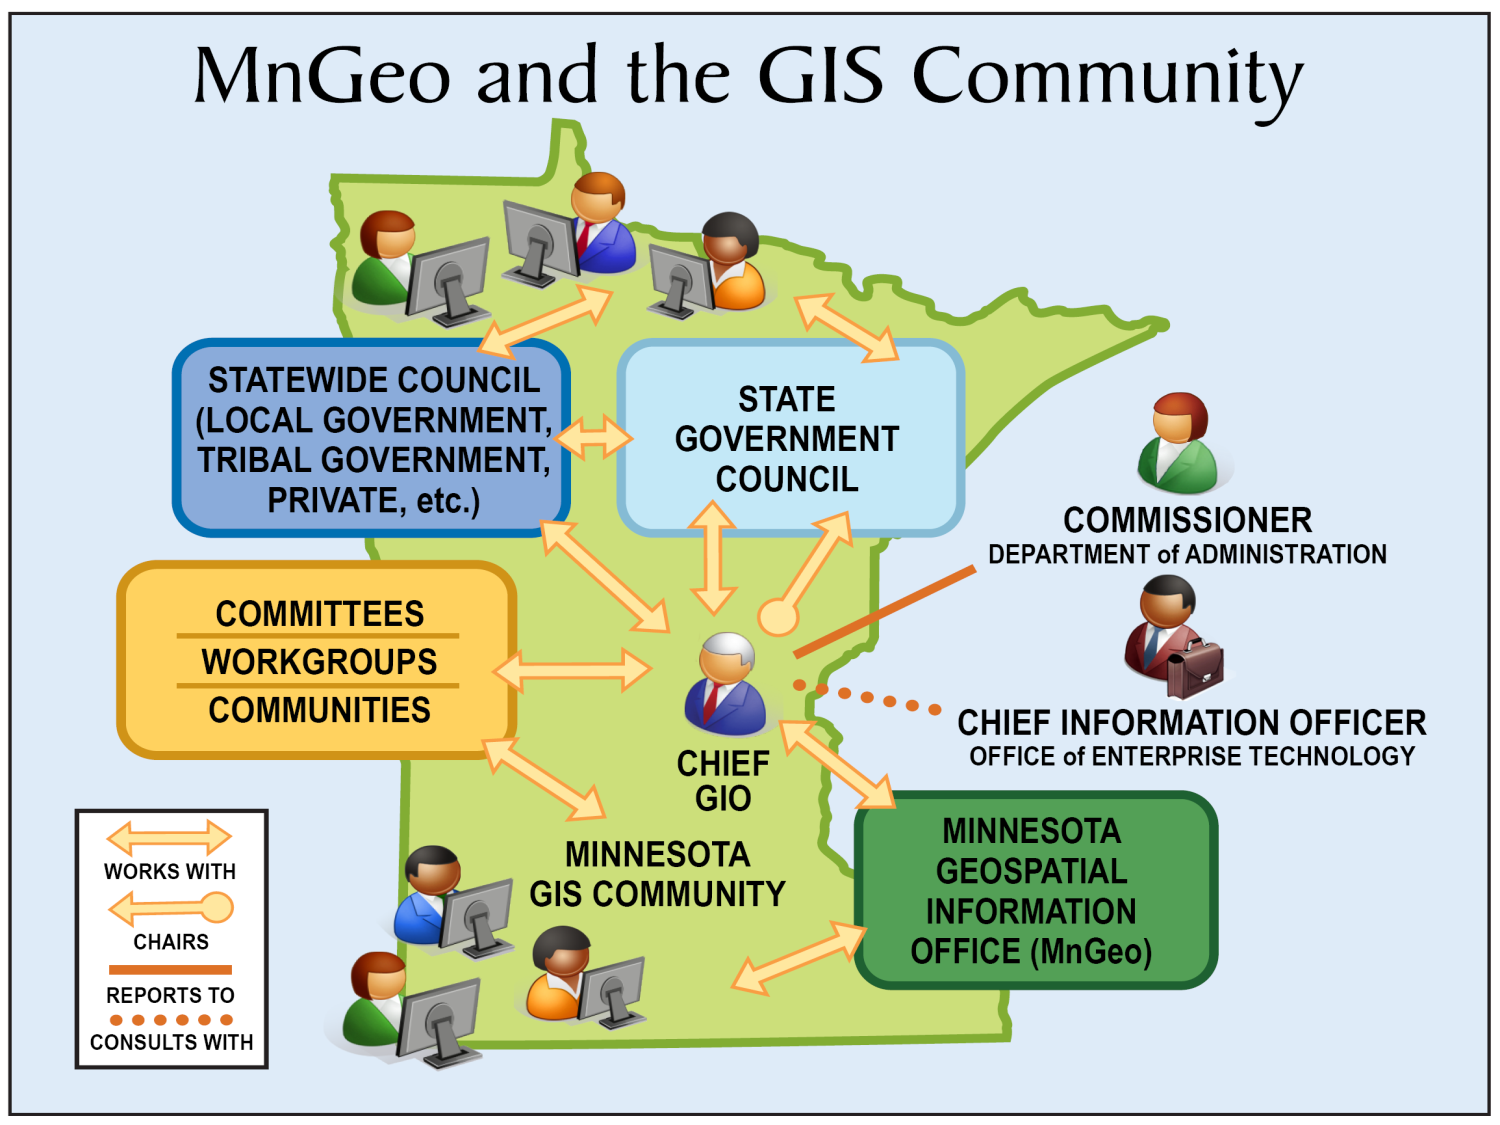 MnGeo and the GIS Community
STATEWIDE COUNCIL
(LOCAL GOVERNMENT,
TRIBAL GOVERNMENT,
PRIVATE, etc.)
STATE
GOVERNMENT
COUNCIL
COMMISSIONER
DEPARTMENT of ADMINISTRATION
COMMITTEES
WORKGROUPS
COMMUNITIES
CHIEF INFORMATION OFFICER
OFFICE of ENTERPRISE TECHNOLOGY
CHIEF
GIO
MINNESOTA
GIS COMMUNITY
MINNESOTA
GEOSPATIAL
INFORMATION
OFFICE (MnGeo)
WORKS WITH
CHAIRS
REPORTS TO
CONSULTS WITH